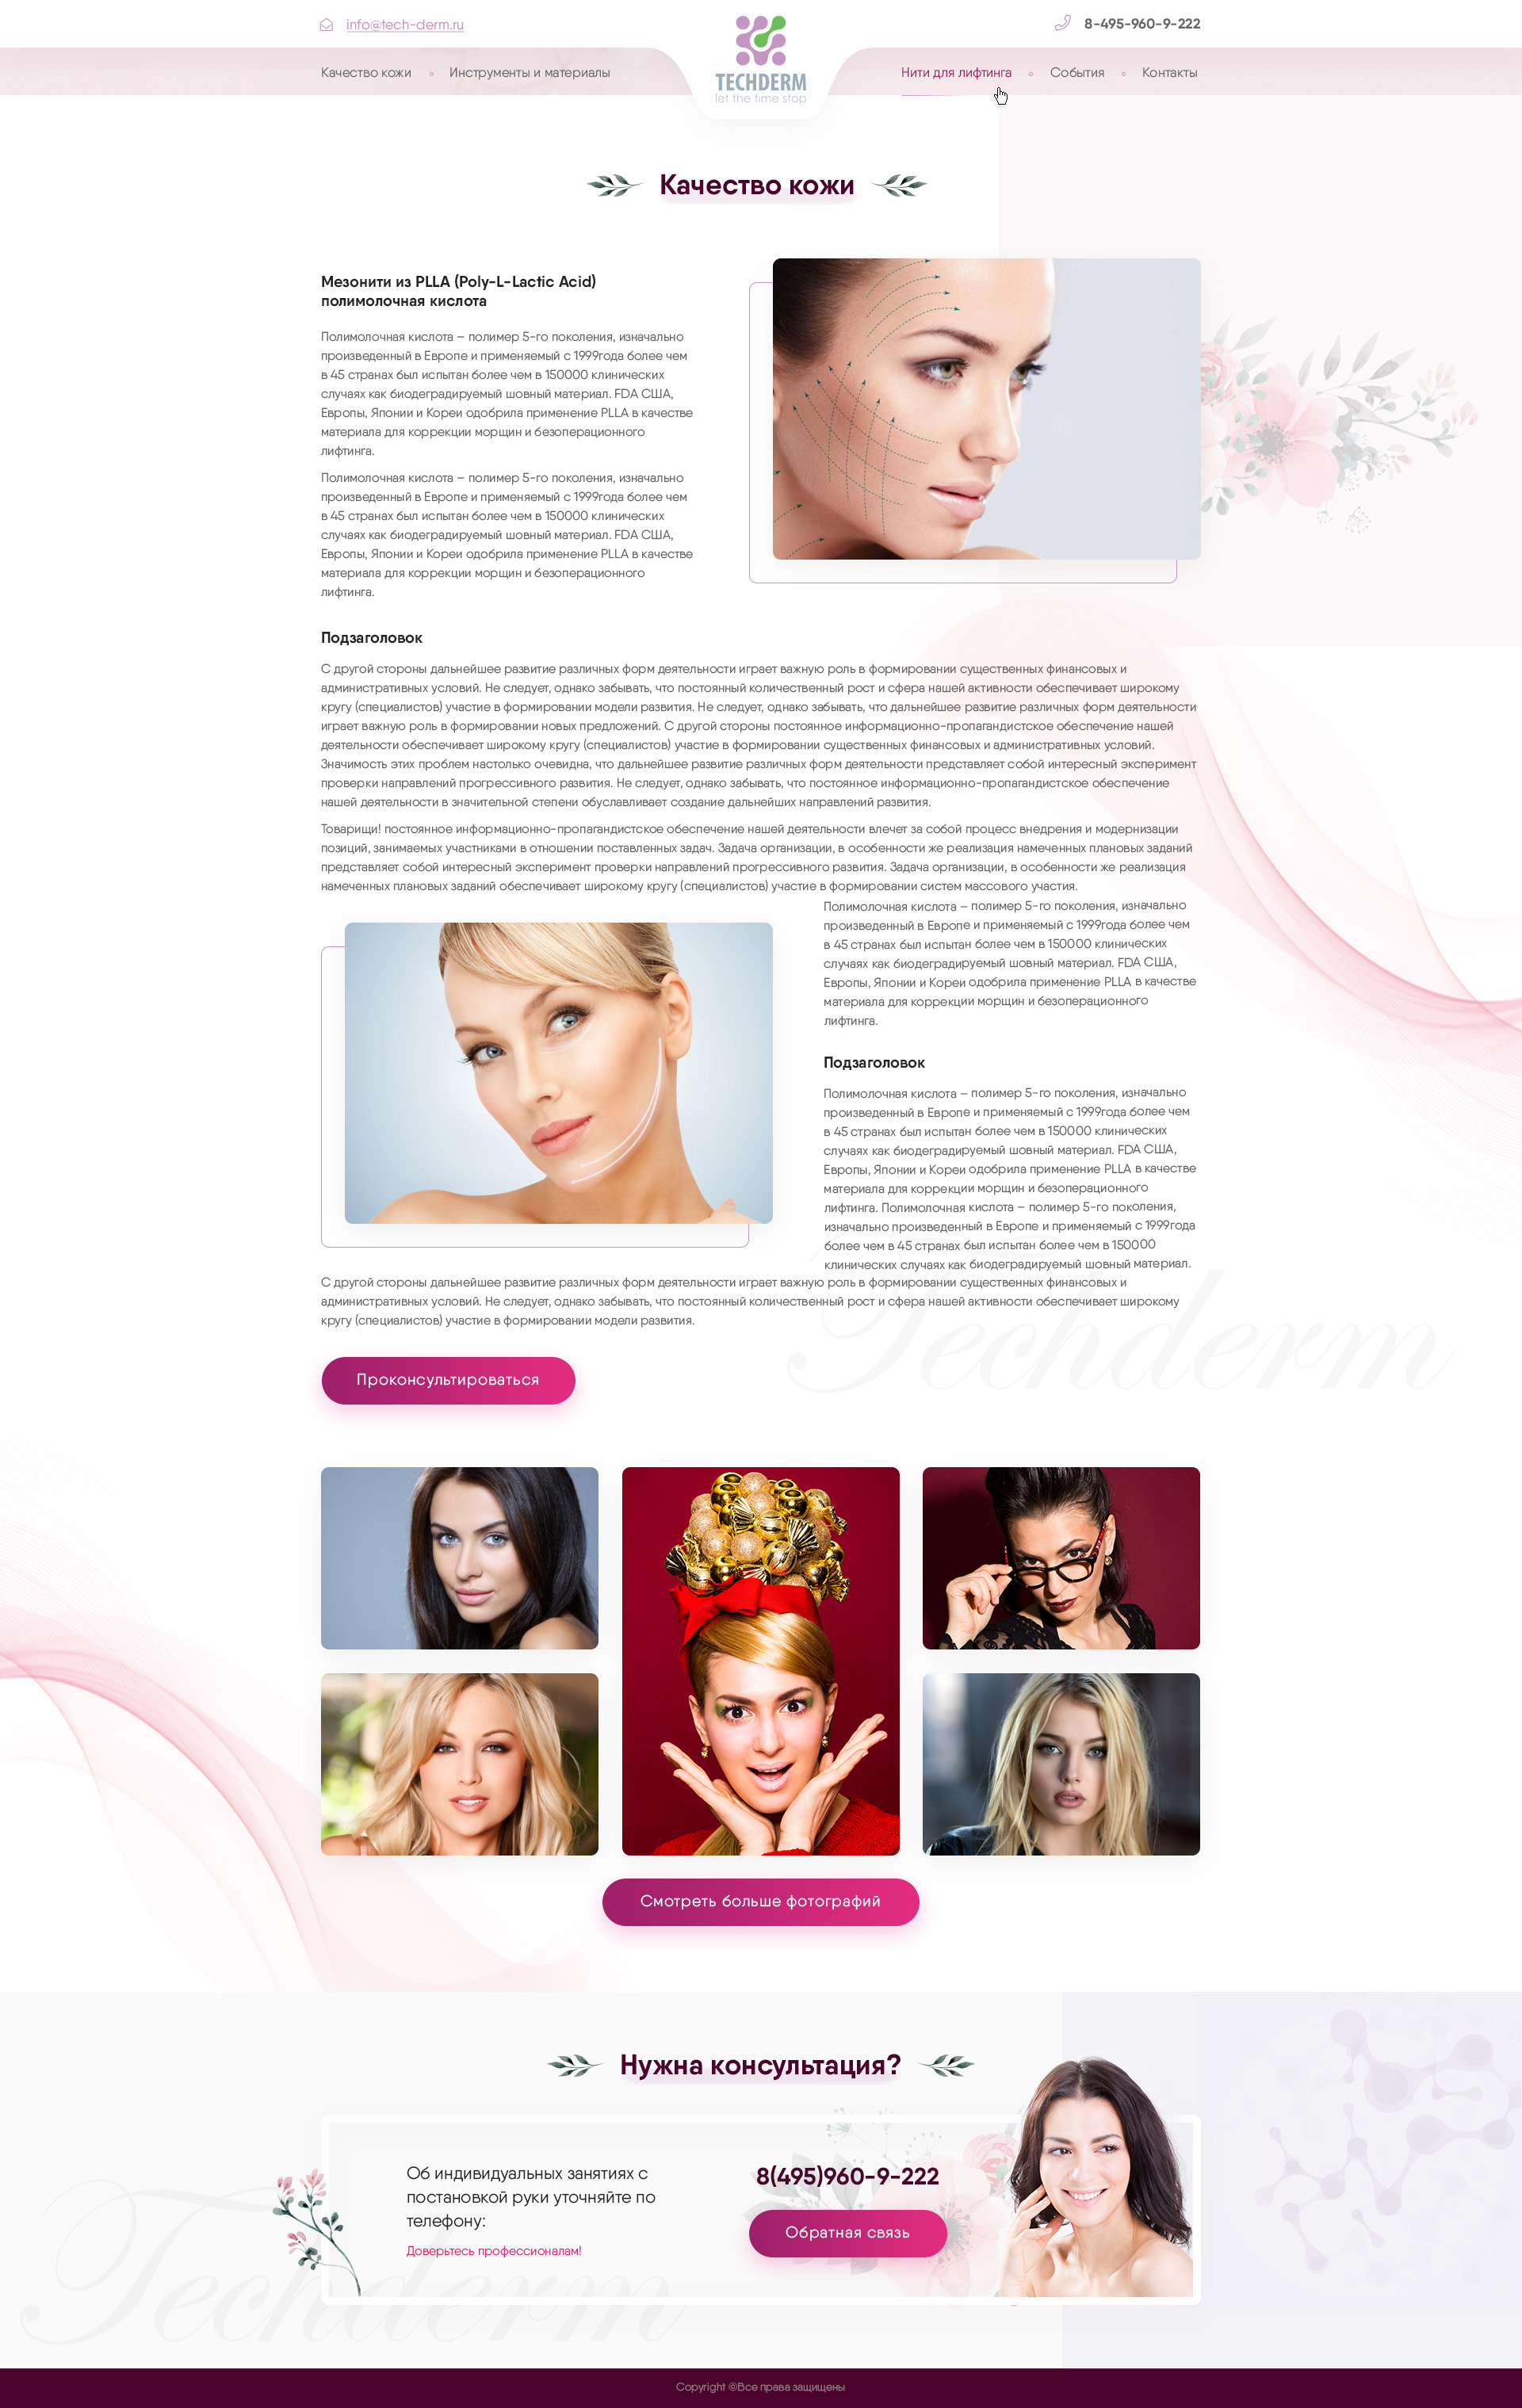 info@tech-derm.ru
8-495-960-9-222
Качество кожи
Инструменты и материалы
TECHDERM
let the time stop
Нити для лифтинга
События
Контакты
Качество кожи
Мезонити из PLLA (Poly-L-Lactic Acid)
полимолочная кислота
Полимолочная кислота – полимер 5-го поколения, изначально
произведенный в Европе и применяемый с 1999года более чем
в 45 странах был испытан более чем в 150000 клинических
случаях как биодеградируемый шовный материал. FDA США,
Европы, Японии и Кореи одобрила применение PLLA в качестве
материала для коррекции морщин и безоперационного
лифтинга.
Полимолочная кислота – полимер 5-го поколения, изначально
произведенный в Европе и применяемый с 1999года более чем
в 45 странах был испытан более чем в 150000 клинических
случаях как биодеградируемый шовный материал. FDA США,
Европы, Японии и Кореи одобрила применение PLLA в качестве
материала для коррекции морщин и безоперационного
лифтинга.
Подзаголовок
С другой стороны дальнейшее развитие различных форм деятельности играет важную роль в формировании существенных финансовых и
административных условий. Не следует, однако забывать, что постоянный количественный рост и сфера нашей активности обеспечивает широкому
кругу (специалистов) участие в формировании модели развития. Не следует, однако забывать, что дальнейшее развитие различных форм деятельности
играет важную роль в формировании новых предложений. С другой стороны постоянное информационно-пропагандистское обеспечение нашей
деятельности обеспечивает широкому кругу (специалистов) участие в формировании существенных финансовых и административных условий.
Значимость этих проблем настолько очевидна, что дальнейшее развитие различных форм деятельности представляет собой интересный эксперимент
проверки направлений прогрессивного развития. Не следует, однако забывать, что постоянное информационно-пропагандистское обеспечение
нашей деятельности в значительной степени обуславливает создание дальнейших направлений развития.
Товарищи! постоянное информационно-пропагандистское обеспечение нашей деятельности влечет за собой процесс внедрения и модернизации
позиций, занимаемых участниками в отношении поставленных задач. Задача организации, в особенности же реализация намеченных плановых заданий
представляет собой интересный эксперимент проверки направлений прогрессивного развития. Задача организации, в особенности же реализация
намеченных плановых заданий обеспечивает широкому кругу (специалистов) участие в формировании систем массового участия.
Полимолочная кислота – полимер 5-го поколения, изначально
произведенный в Европе и применяемый с 1999года более чем
в 45 странах был испытан более чем в 150000 клинических
случаях как биодеградируемый шовный материал. FDA США,
Европы, Японии и Кореи одобрила применение PLLA в качестве
материала для коррекции морщин и безоперационного
лифтинга.
Подзаголовок
Полимолочная кислота – полимер 5-го поколения, изначально
произведенный в Европе и применяемый с 1999года более чем
в 45 странах был испытан более чем в 150000 клинических
случаях как биодеградируемый шовный материал. FDA США,
Европы, Японии и Кореи одобрила применение PLLA в качестве
материала для коррекции морщин и безоперационного
лифтинга. Полимолочная кислота – полимер 5-го поколения,
изначально произведенный в Европе и применяемый с 1999года
более чем в 45 странах был испытан более чем в 150000
клинических случаях как биодеградируемый шовный материал.
С другой стороны дальнейшее развитие различных форм деятельности играет важную роль в формировании существенных финансовых и
административных условий. Не следует, однако забывать, что постоянный количественный рост и сфера нашей активности обеспечивает широкому
кругу (специалистов) участие в формировании модели развития.
Techderm
Проконсультироваться
Смотреть больше фотографий
Нужна консультация?
Об индивидуальных занятиях с
постановкой руки уточняйте по
телефону:
Доверьтесь профессионалам!
8(495)960-9-222
Обратная связь
Techderm
Copyright ©Все права защищены